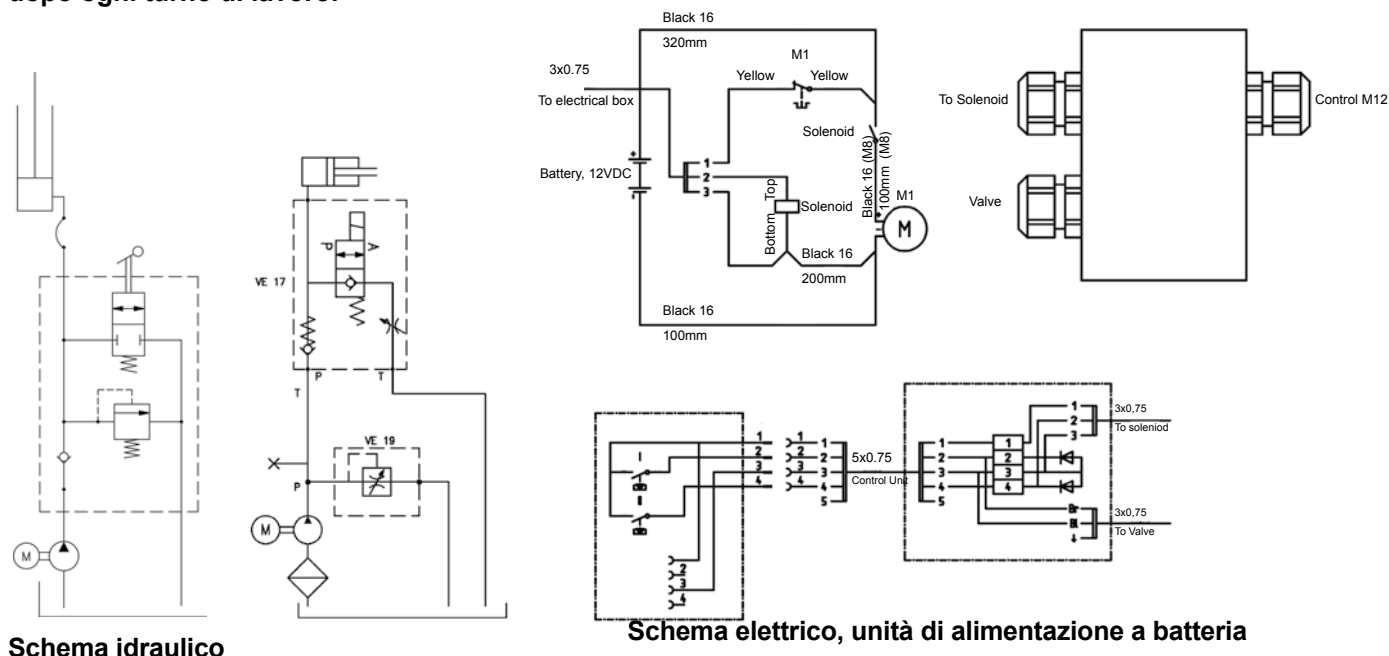 dopo ogni turno di lavoro.
Black 16
320mm
M1
3x0.75
Yellow
Yellow
To electrical box
To Solenoid
Control M12
Solenoid
Black 16 (M8)
100mm (M8)
1
2
3
Battery, 12VDC
+
-
Top
Solenoid
Bottom
+
-
M1
M
Valve
Black 16
200mm
Black 16
100mm
A
P
VE 17
P
T
T
VE 19
P
M
M
I
II
1
2
3
4
1
2
3
4
1
2
3
4
5
5x0.75
Control Unit
1
2
3
4
5
1
2
3
4
1
2
3
3x0,75
To soleniod
Br
Bl
3x0,75
To Valve
2
3
4
Schema elettrico, unità di alimentazione a batteria
Schema idraulico